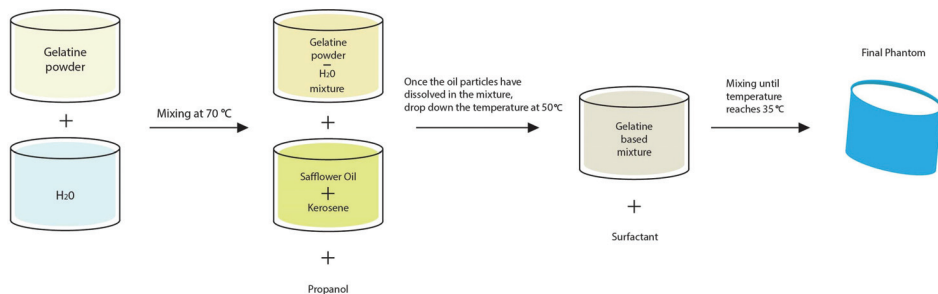 Gelatine
powder
+
H20
Mixing at 70 °C
Gelatine
powder
–
H20
mixture
+
Safflower Oil
+
Kerosene
+
Propanol
Once the oil particles have
dissolved in the mixture,
drop down the temperature at 50°C
Gelatine
based
mixture
+
Surfactant
Mixing until
temperature
reaches 35°C
Final Phantom